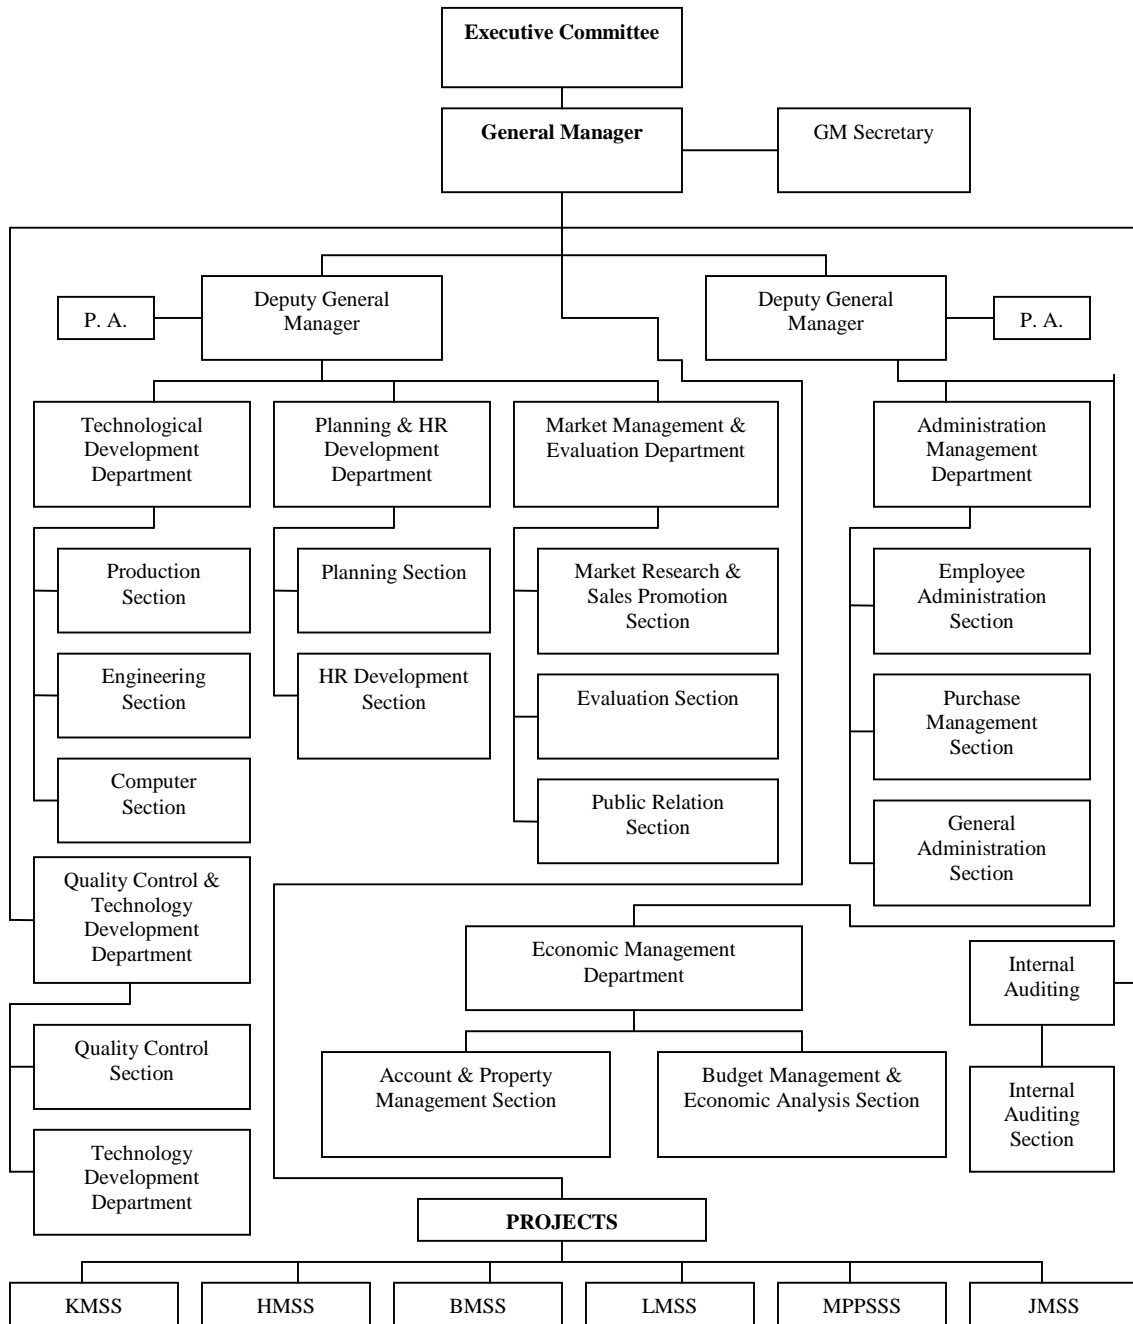 Executive Committee
General Manager
GM Secretary
Deputy General
Manager
P. A.
Deputy General
Manager
P. A.
Technological
Development
Department
Planning & HR
Development
Department
Market Management &
Evaluation Department
Administration
Management
Department
Production
Section
Planning Section
Market Research &
Sales Promotion
Section
Employee
Administration
Section
Engineering
Section
HR Development
Section
Evaluation Section
Purchase
Management
Section
Computer
Section
Public Relation
Section
General
Administration
Section
Quality Control &
Technology
Development
Department
Economic Management
Department
Internal
Auditing
Quality Control
Section
Account & Property
Management Section
Budget Management &
Economic Analysis Section
Internal
Auditing
Section
Technology
Development
Department
PROJECTS
KMSS
HMSS
BMSS
LMSS
MPPSSS
JMSS